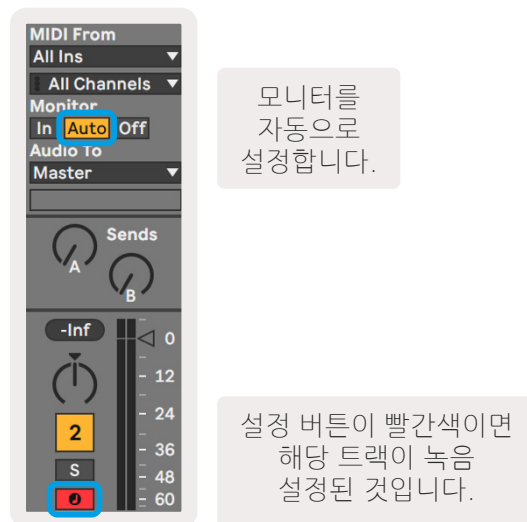 MIDI From
All Ins
All Channels
Monitor
In Auto Off
Audio To
Master
모니터를
자동으로
설정합니다.
Sends
A
B
-Inf
0
12
24
36
48
60
2
S
설정 버튼이 빨간색이면
해당 트랙이 녹음
설정된 것입니다.